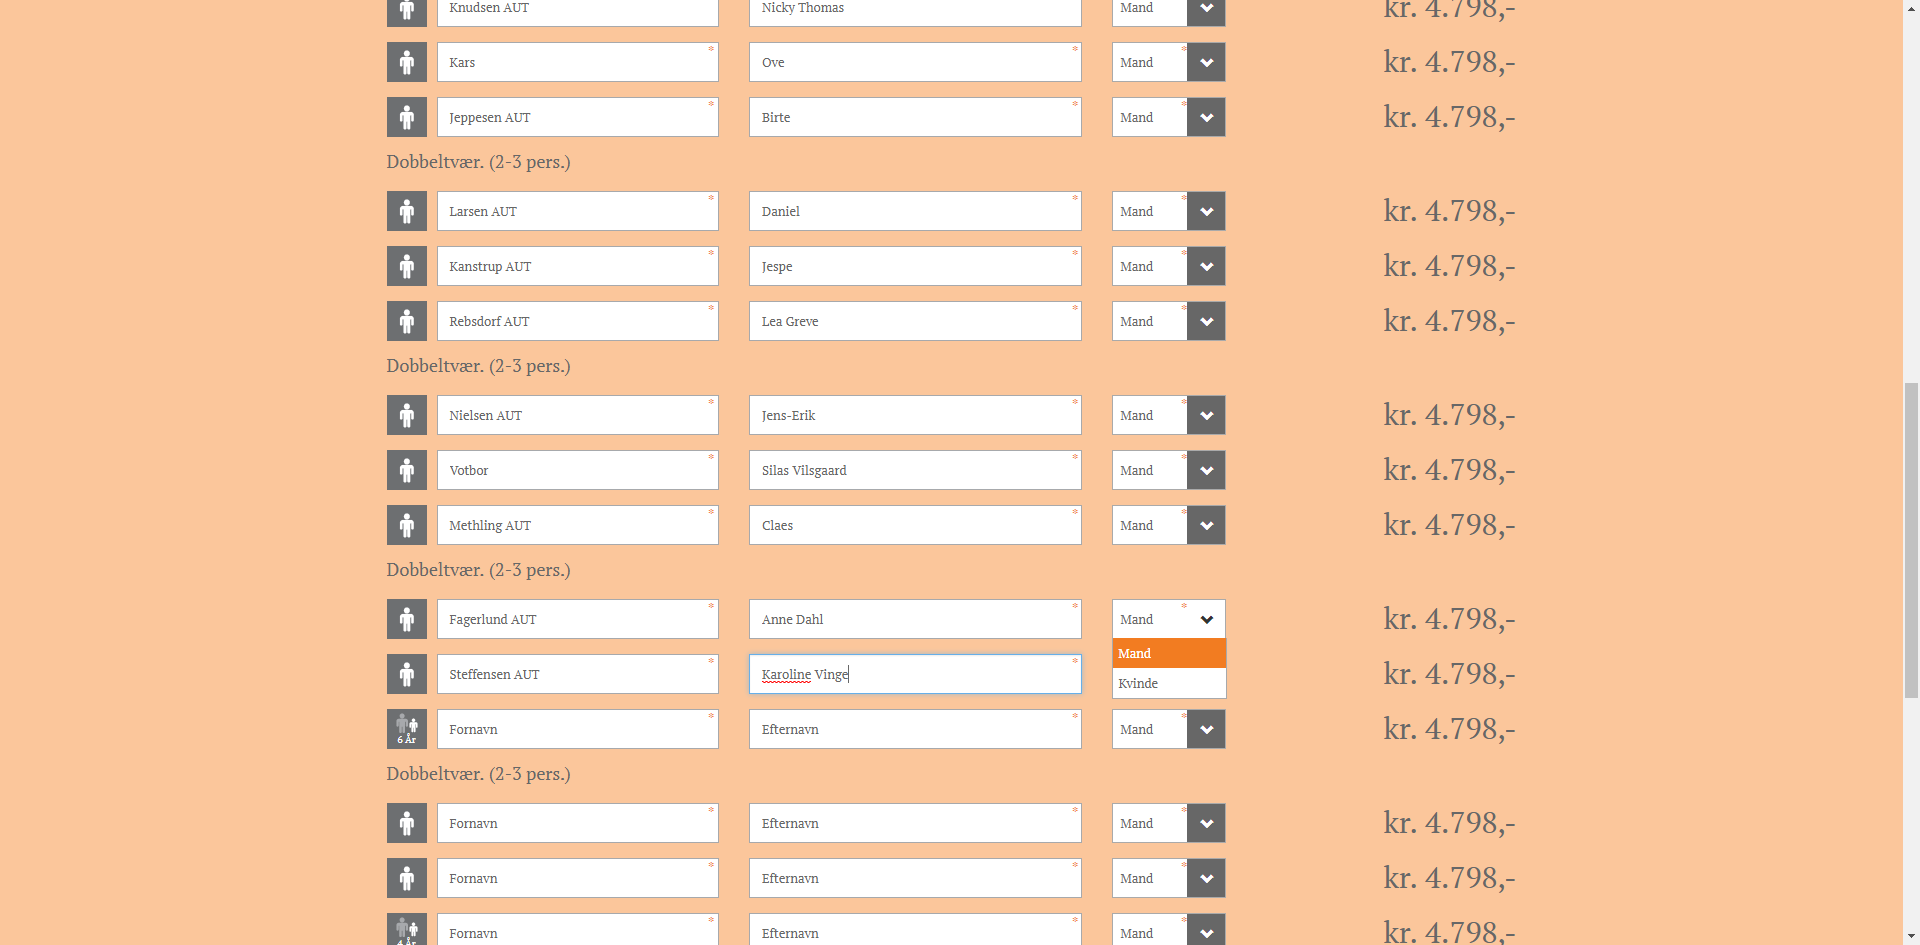 Knudsen AUT * Nicky Thomas * Mand * kr. 4.798,-
Kars * Ove * Mand * kr. 4.798,-
Jeppesen AUT * Birte * Mand * kr. 4.798,-
Dobbeltvær. (2-3 pers.)
Larsen AUT * Daniel * Mand * kr. 4.798,-
Kanstrup AUT * Jespe * Mand * kr. 4.798,-
Rebsdorf AUT * Lea Greve * Mand * kr. 4.798,-
Dobbeltvær. (2-3 pers.)
Nielsen AUT * Jens-Erik * Mand * kr. 4.798,-
Votbor * Silas Vilsgaard * Mand * kr. 4.798,-
Methling AUT * Claes * Mand * kr. 4.798,-
Dobbeltvær. (2-3 pers.)
Fagerlund AUT * Anne Dahl * Mand * kr. 4.798,-
Mand
Steffensen AUT * Karoline Vinge * kr. 4.798,-
Kvinde
6 År Fornavn * Efternavn * Mand * kr. 4.798,-
Dobbeltvær. (2-3 pers.)
Fornavn * Efternavn * Mand * kr. 4.798,-
Fornavn * Efternavn * Mand * kr. 4.798,-
4 År Fornavn * Efternavn * Mand * kr. 4.798,-